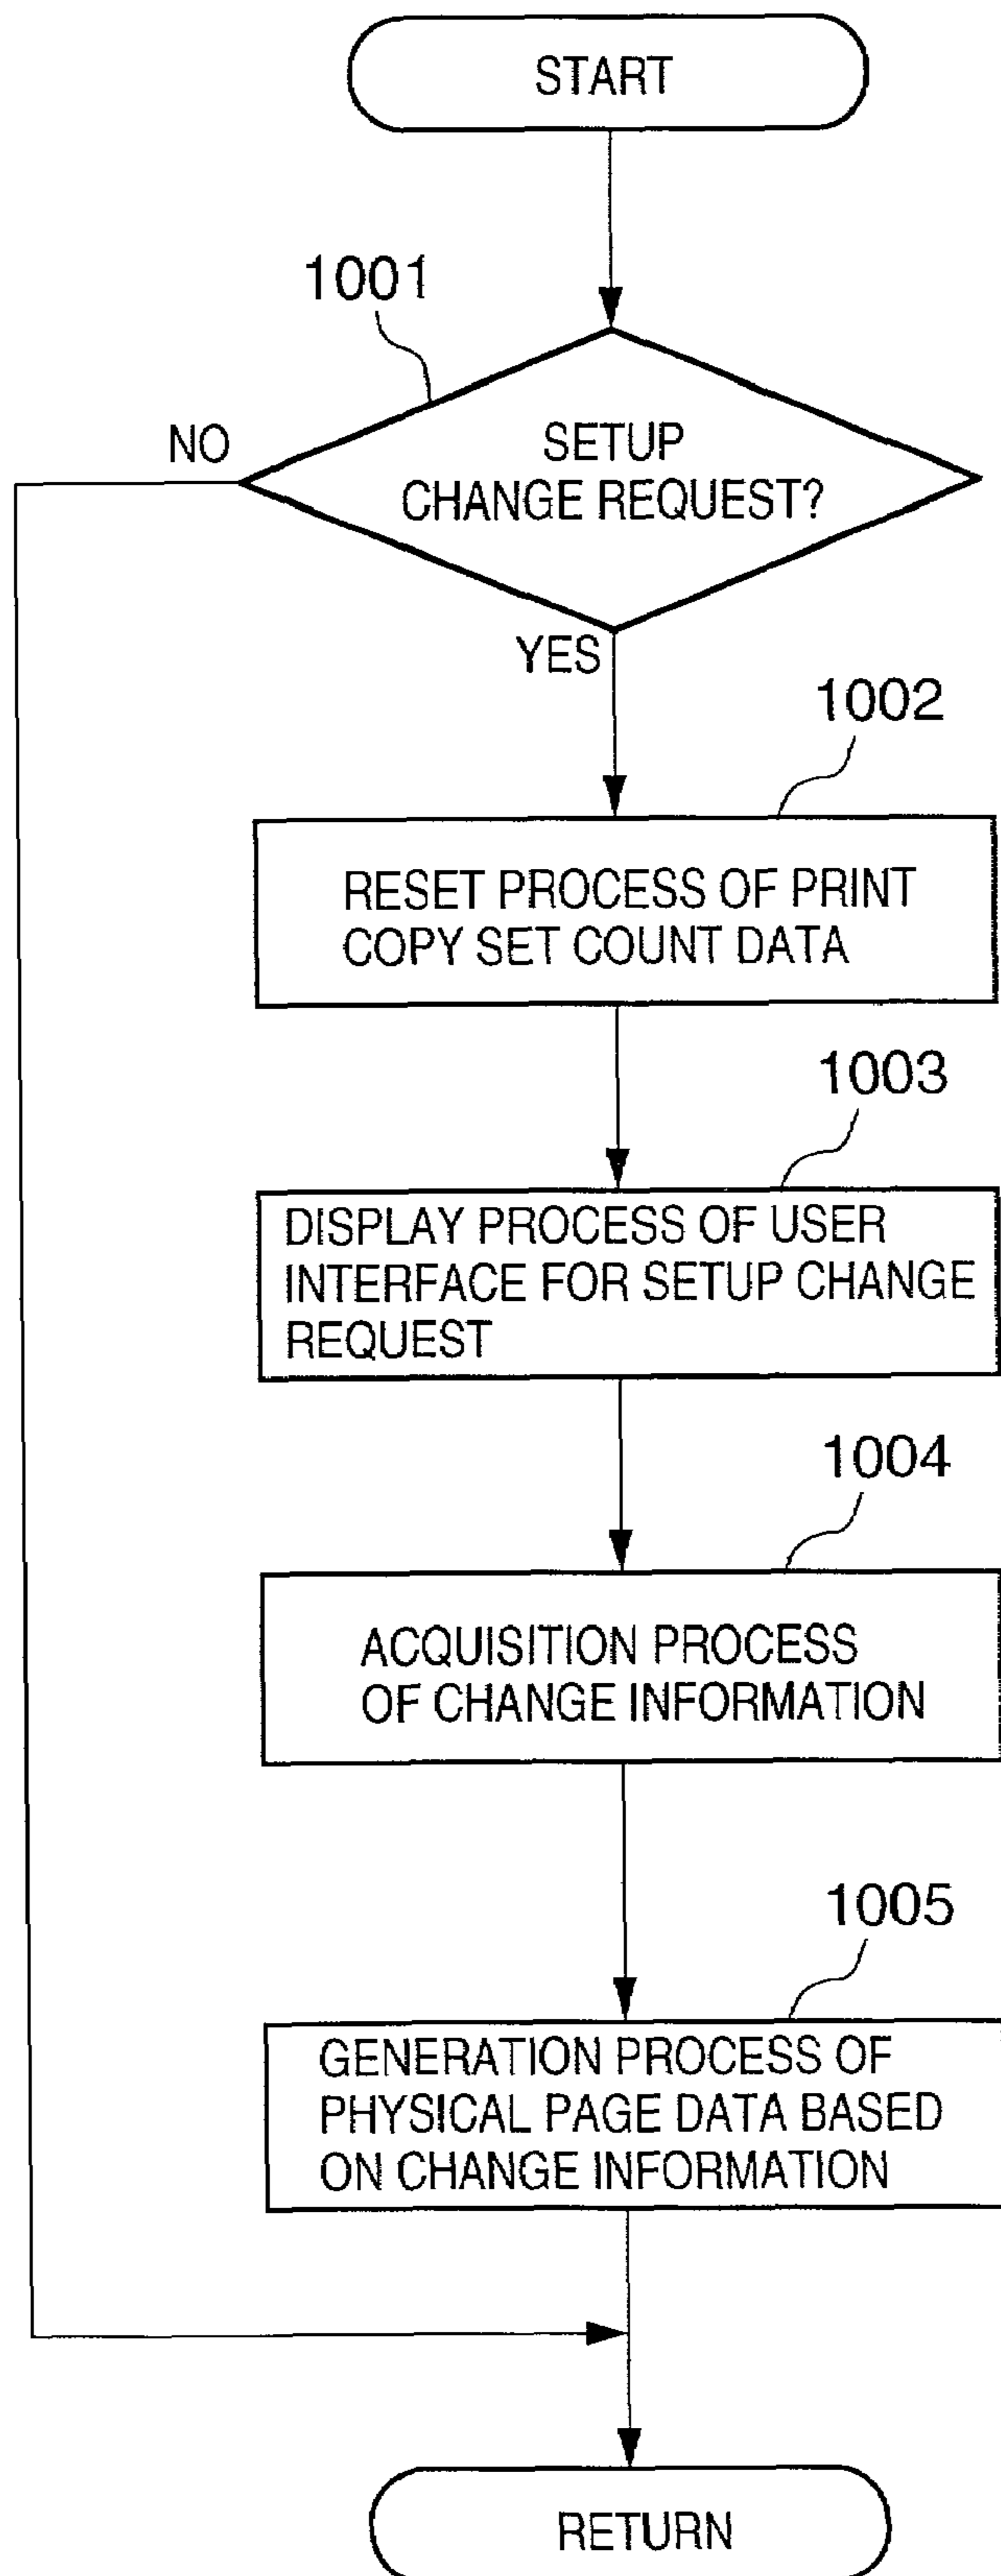 START
1001
NO
SETUP
CHANGE REQUEST?
YES
1002
RESET PROCESS OF PRINT
COPY SET COUNT DATA
1003
DISPLAY PROCESS OF USER
INTERFACE FOR SETUP CHANGE
REQUEST
1004
ACQUISITION PROCESS
OF CHANGE INFORMATION
1005
GENERATION PROCESS OF
PHYSICAL PAGE DATA BASED
ON CHANGE INFORMATION
RETURN